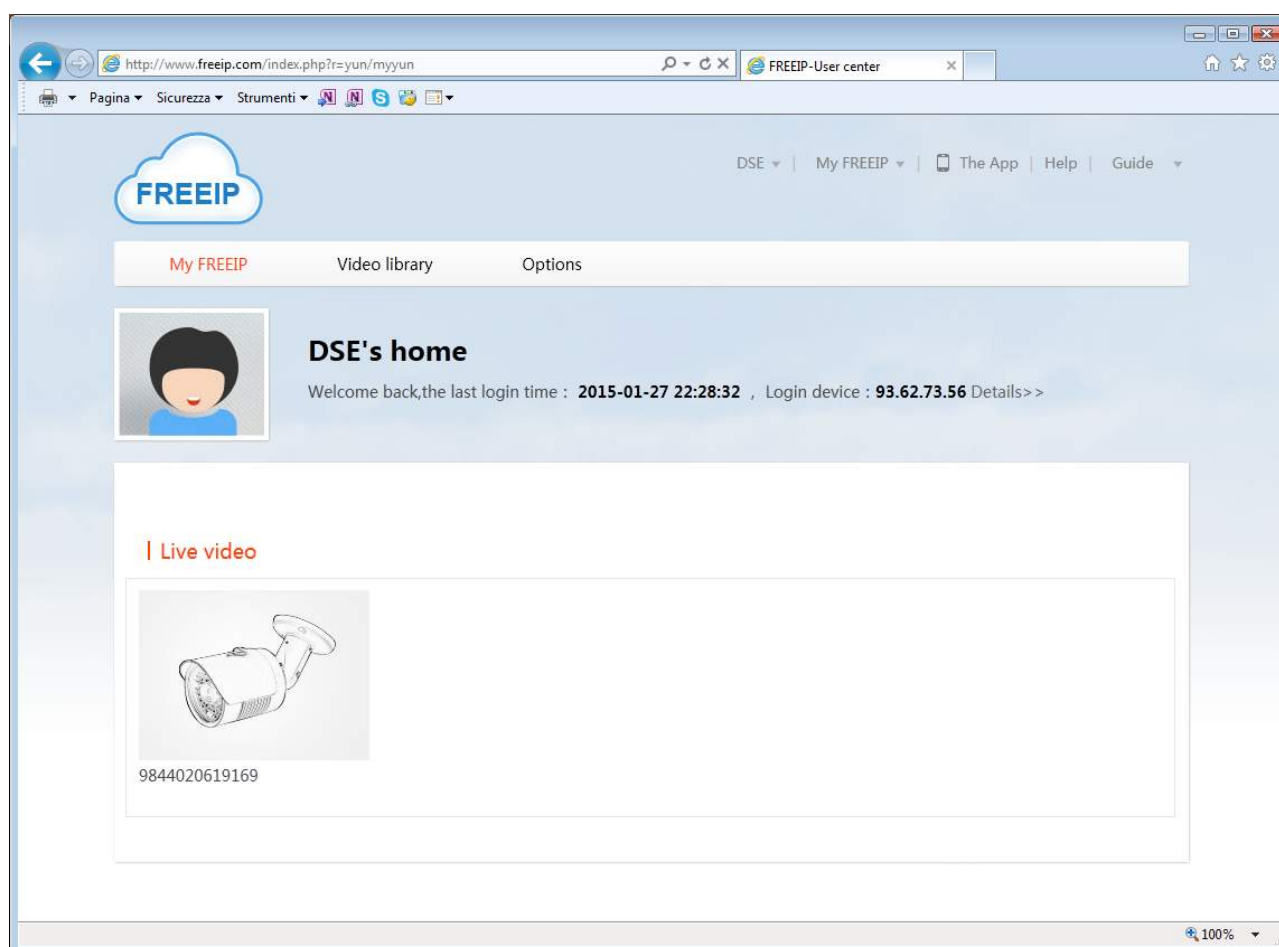 http://www.freeip.com/index.php?r=yun/myyun
FREEIP-User center
Pagina Sicurezza Strumenti
FREEIP
DSE | My FREEIP | The App | Help | Guide
My FREEIP Video library Options
DSE's home
Welcome back,the last login time : 2015-01-27 22:28:32 , Login device : 93.62.73.56 Details>>
Live video
9844020619169
100%